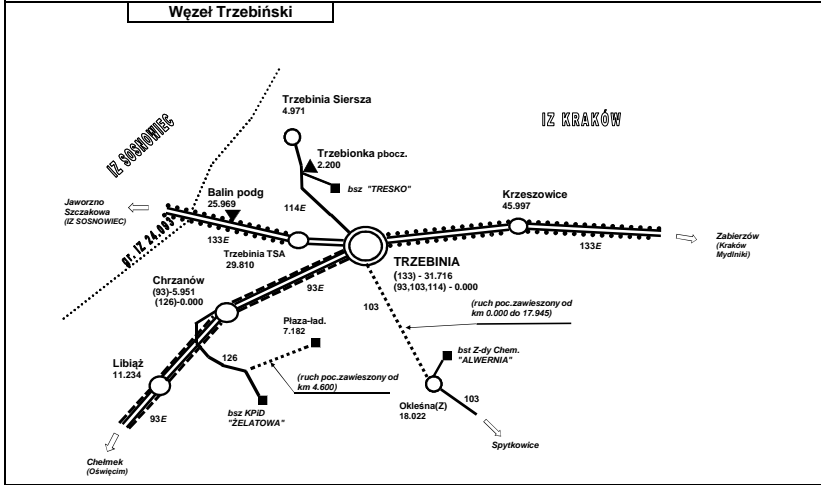 Węzeł Trzebiński
Trzebinia Siersza
4.971
IZ KRAKÓW
IZ SOSNOWIEC
Trzebionka pbocz.
2.200
bsz "TRESKO"
Balin podg
25.969
Krzeszowice
45.997
Jaworzno
Szczakowa
(IZ SOSNOWIEC)
gr. IZ 24.093
114E
133E
Trzebinia TSA
29.810
133E
Zabierzów
(Kraków
Mydlniki)
TRZEBINIA
(133) - 31.716
(93,103,114) - 0.000
Chrzanów
(93)-5.951
(126)-0.000
93E
103
(ruch poc.zawieszony od
km 0.000 do 17.945)
Płaza-ład.
7.182
Libiąż
11.234
126
bst Z-dy Chem.
"ALWERNIA"
(ruch poc.zawieszony od
km 4.600)
bsz KPiD
"ŻELATOWA"
Okleśna(Z)
18.022
103
93E
Spytkowice
Chełmek
(Oświęcim)